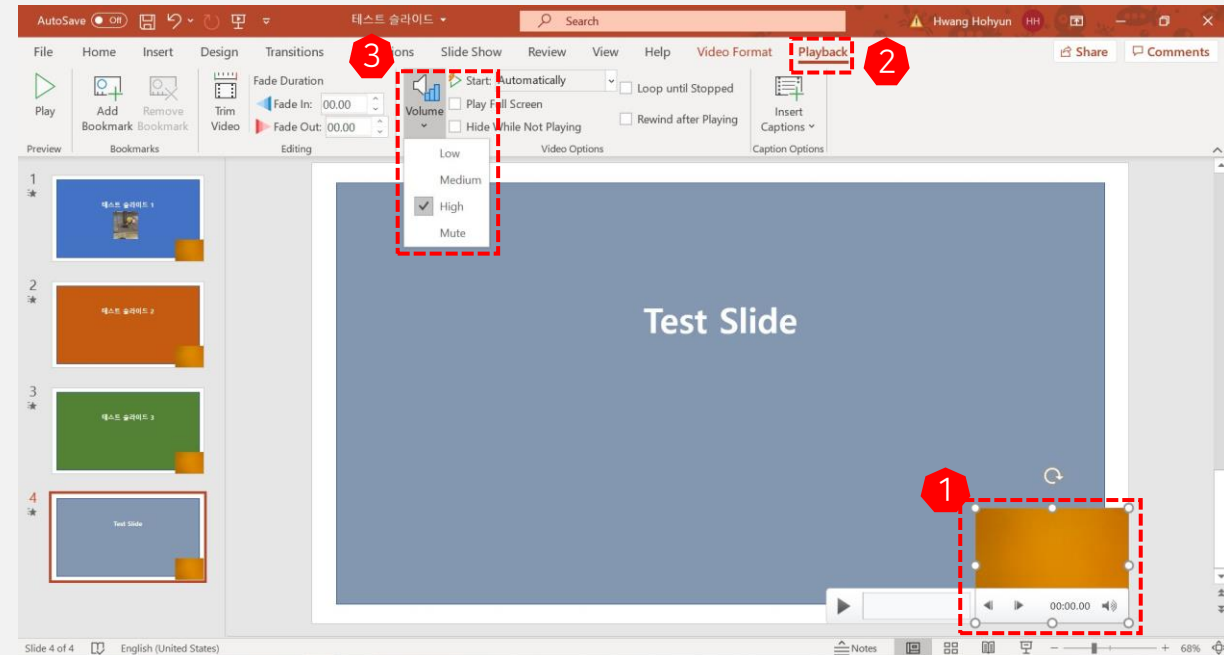 AutoSave Off 테스트 슬라이드 Search Hwang Hohyun HH
File Home Insert Design Transitions ions Slide Show Review View Help Video Format Playback Share Comments
3
2
Play
Add Bookmark
Remove Bookmark
Trim Video
Fade Duration
Fade In: 00.00
Fade Out: 00.00
Volume
Start: Automatically
Play Full Screen
Hide While Not Playing
Loop until Stopped
Rewind after Playing
Insert Captions
Preview Bookmarks Editing Video Options Caption Options
Low
Medium
High
Mute
1
테스트 슬라이드 1
2
테스트 슬라이드 2
3
테스트 슬라이드 3
4
Test Slide
Test Slide
1
00:00.00
Slide 4 of 4 English (United States) Notes 68%